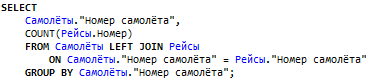 SELECT
Самолёты."Номер самолёта",
COUNT(Рейсы.Номер)
FROM Самолёты LEFT JOIN Рейсы
ON Самолёты."Номер самолёта" = Рейсы."Номер самолёта"
GROUP BY Самолёты."Номер самолёта";